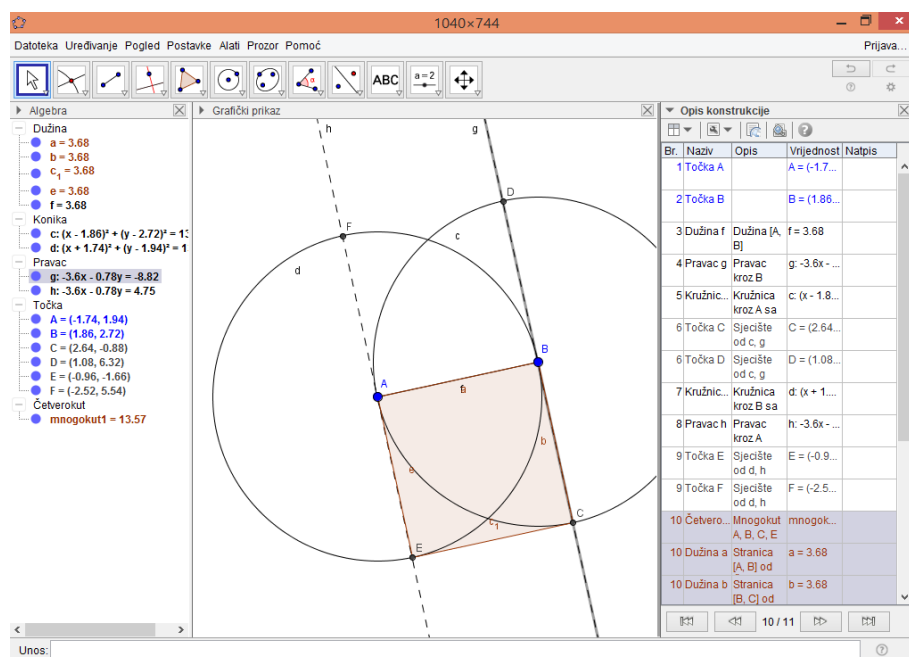 1040×744
Datoteka Uređivanje Pogled Postavke Alati Prozor Pomoć Prijava...
ABC a=2
Algebra
Dužina
a = 3.68
b = 3.68
c₁ = 3.68
e = 3.68
f = 3.68
Konika
c: (x - 1.86)² + (y - 2.72)² = 13
d: (x + 1.74)² + (y - 1.94)² = 1
Pravac
g: -3.6x - 0.78y = -8.82
h: -3.6x - 0.78y = 4.75
Točka
A = (-1.74, 1.94)
B = (1.86, 2.72)
C = (2.64, -0.88)
D = (1.08, 6.32)
E = (-0.96, -1.66)
F = (-2.52, 5.54)
Četverokut
mnogokut1 = 13.57
Grafički prikaz
h
g
D
F
c
d
B
A
b
e
c₁
C
E
Opis konstrukcije
Br. Naziv Opis Vrijednost Natpis
1 Točka A A = (-1.7...
2 Točka B B = (1.86...
3 Dužina f Dužina [A, f = 3.68
B]
4 Pravac g Pravac g: -3.6x - ...
kroz B
5 Kružnic... Kružnica c: (x - 1.8...
kroz A sa
6 Točka C Sjecište C = (2.64...
od c, g
6 Točka D Sjecište D = (1.08...
od c, g
7 Kružnic... Kružnica d: (x + 1....
kroz B sa
8 Pravac h Pravac h: -3.6x - ...
kroz A
9 Točka E Sjecište E = (-0.9...
od d, h
9 Točka F Sjecište F = (-2.5...
od d, h
10 Četvero... Mnogokut mnogok...
A, B, C, E
10 Dužina a Stranica a = 3.68
[A, B] od
10 Dužina b Stranica b = 3.68
[B, C] od
10 / 11
Unos: